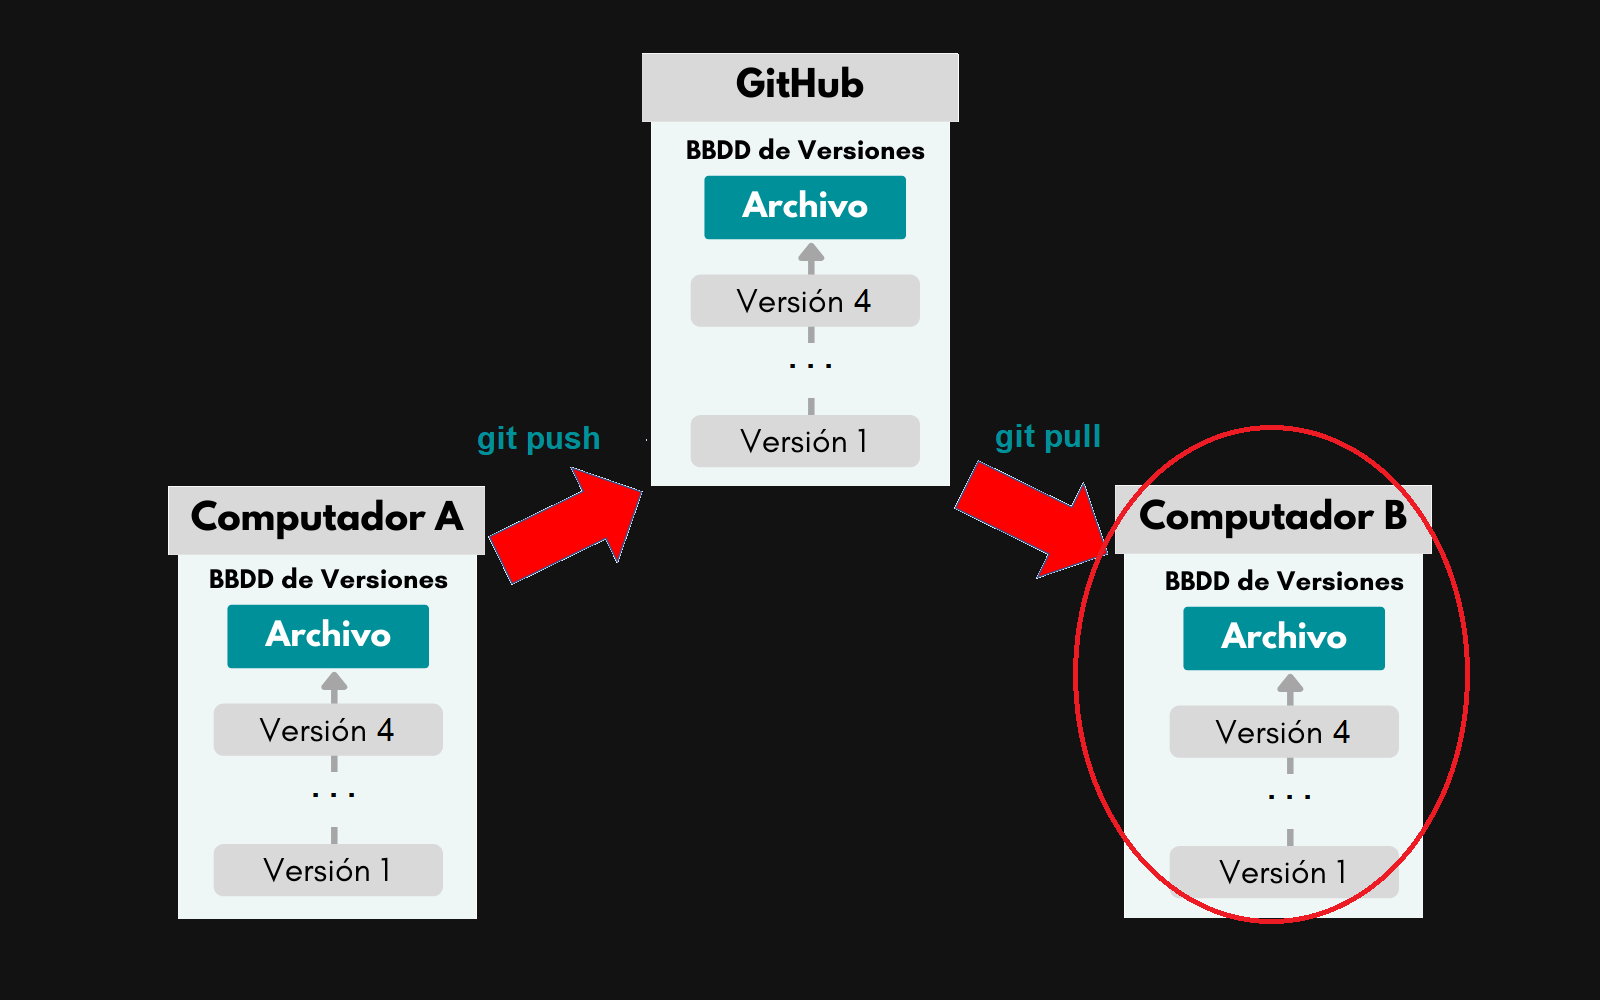 GitHub
BBDD de Versiones
Archivo
Versión 4
...
Versión 1
git push
git pull
Computador A
BBDD de Versiones
Archivo
Versión 4
...
Versión 1
Computador B
BBDD de Versiones
Archivo
Versión 4
...
Versión 1